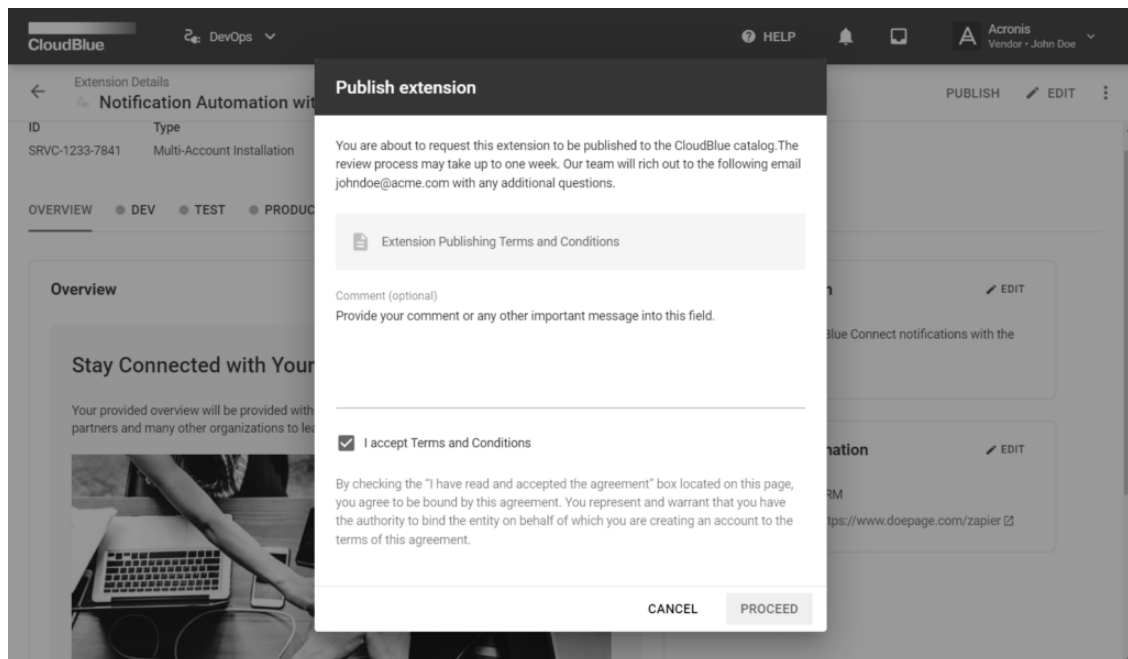 CloudBlue
DevOps
HELP
Acronis
Vendor • John Doe
Extension Details
Notification Automation wit
PUBLISH
EDIT
ID
Type
SRVC-1233-7841
Multi-Account Installation
OVERVIEW
DEV
TEST
PRODUC
Overview
Stay Connected with Your
Your provided overview will be provided with
partners and many other organizations to lea
Publish extension
You are about to request this extension to be published to the CloudBlue catalog.The
review process may take up to one week. Our team will rich out to the following email
johndoe@acme.com with any additional questions.
Extension Publishing Terms and Conditions
Comment (optional)
Provide your comment or any other important message into this field.
I accept Terms and Conditions
By checking the “I have read and accepted the agreement” box located on this page,
you agree to be bound by this agreement. You represent and warrant that you have
the authority to bind the entity on behalf of which you are creating an account to the
terms of this agreement.
CANCEL
PROCEED
n
EDIT
Blue Connect notifications with the
nation
EDIT
RM
tps://www.doepage.com/zapier